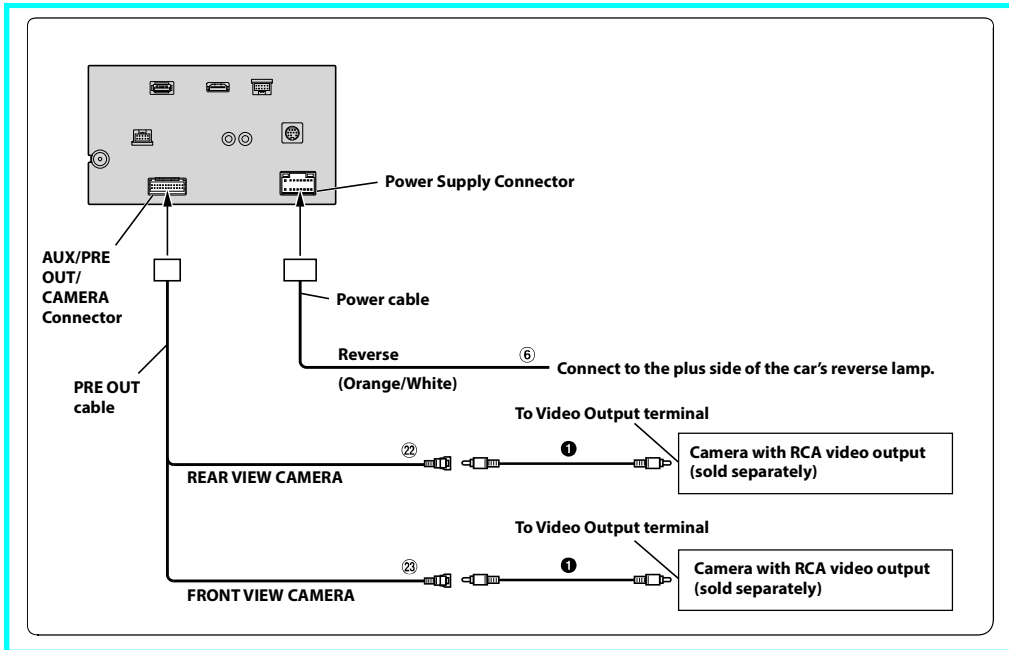 Power Supply Connector
AUX/PRE
OUT/
CAMERA
Connector
Power cable
Reverse
(Orange/White)
⑥
Connect to the plus side of the car’s reverse lamp.
PRE OUT
cable
To Video Output terminal
㉒
❶
Camera with RCA video output
(sold separately)
REAR VIEW CAMERA
To Video Output terminal
㉓
❶
Camera with RCA video output
(sold separately)
FRONT VIEW CAMERA